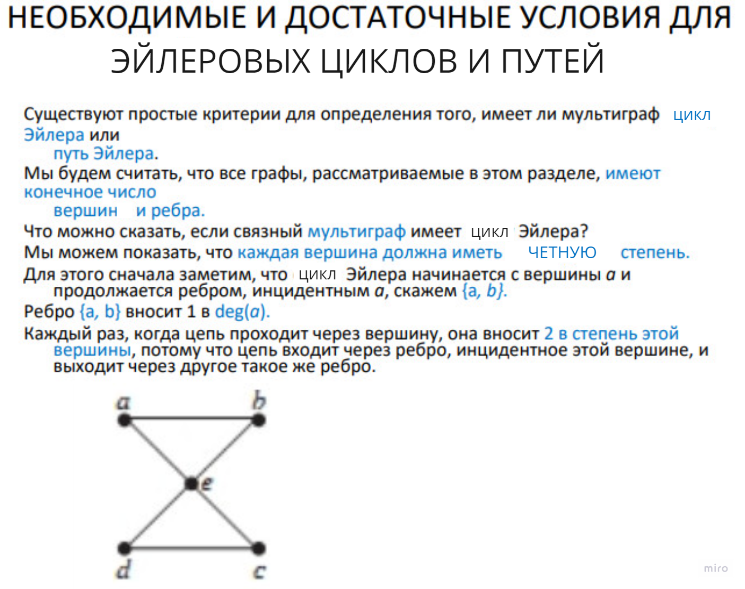 НЕОБХОДИМЫЕ И ДОСТАТОЧНЫЕ УСЛОВИЯ ДЛЯ
ЭЙЛЕРОВЫХ ЦИКЛОВ И ПУТЕЙ
Существуют простые критерии для определения того, имеет ли мультиграф цикл
Эйлера или
путь Эйлера.
Мы будем считать, что все графы, рассматриваемые в этом разделе, имеют
конечное число
вершин и ребра.
Что можно сказать, если связный мультиграф имеет цикл Эйлера?
Мы можем показать, что каждая вершина должна иметь ЧЕТНУЮ степень.
Для этого сначала заметим, что цикл Эйлера начинается с вершины a и
продолжается ребром, инцидентным a, скажем {a, b}.
Ребро {a, b} вносит 1 в deg(a).
Каждый раз, когда цепь проходит через вершину, она вносит 2 в степень этой
вершины, потому что цепь входит через ребро, инцидентное этой вершине, и
выходит через другое такое же ребро.
a b
e
d c
miro